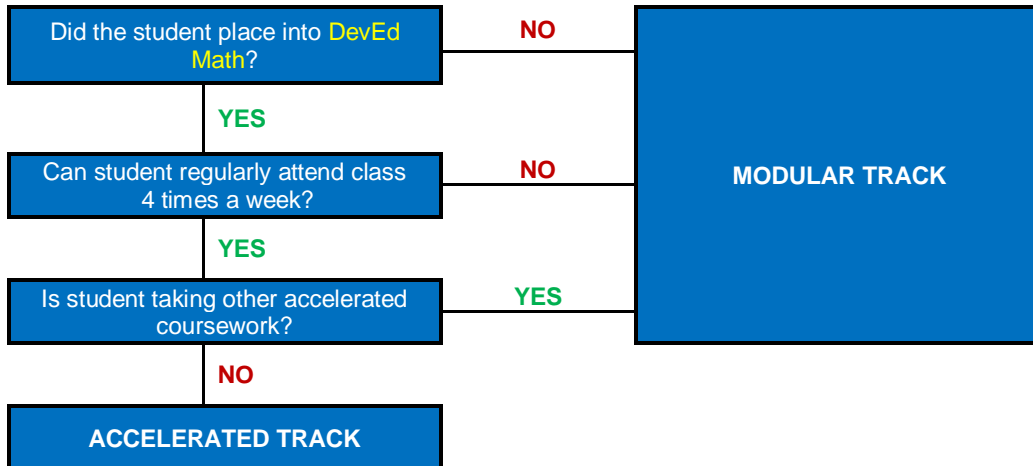 Did the student place into DevEd
Math?
NO
YES
Can student regularly attend class
4 times a week?
NO
MODULAR TRACK
YES
Is student taking other accelerated
coursework?
YES
NO
ACCELERATED TRACK